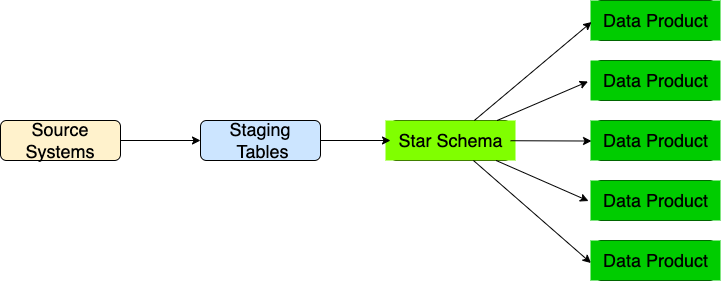 Source
Systems
Staging
Tables
Star Schema
Data Product
Data Product
Data Product
Data Product
Data Product